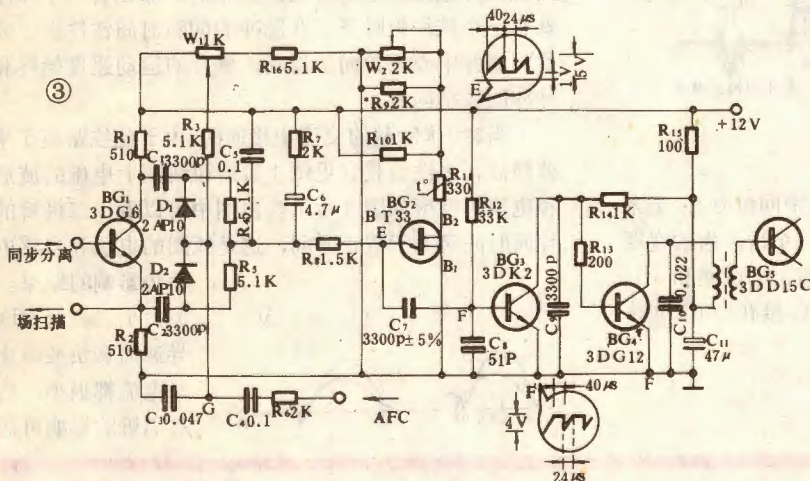 ③
W₁1K
R₁₆5.1K
W₂.2K
*R₉2K
40
24μs
E
1V
5V
+12V
R₁
510
C₁3300p
R₃
5.1K
C₅
0.1
R₇
2K
R₁₀1K
R₁₁
330
t°
R₁₂
33K
R₁₄1K
R₁₅
100
BG₁
3DG6
D₁
2AP10
D₂
2AP10
R₅
5.1K
C₆
4.7μ
R₈1.5K
BG₂
BT33
E
B₂
B₁
R₁₃
200
BG₃
3DK2
C₉ 3300p
BG₄
3DG12
C₁₀ 0.022
BG₅
3DD15C
同步分离
场扫描
C₂3300p
R₂
510
C₇
3300p±5%
F
C₈
51P
F
C₁₁
47μ
C₃0.047
G
C₄0.1
R₆2K
AFC
F
40μs
4V
24μs